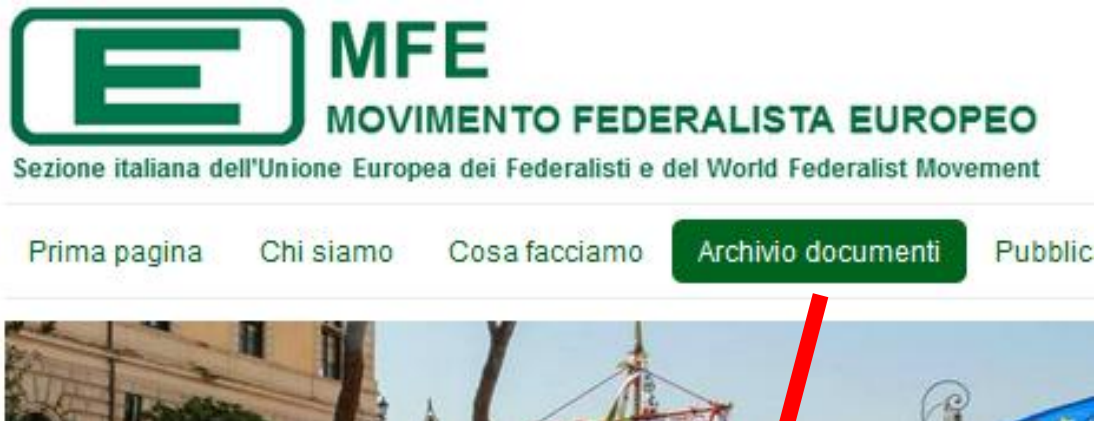 E
MFE
MOVIMENTO FEDERALISTA EUROPEO
Sezione italiana dell'Unione Europea dei Federalisti e del World Federalist Movement
Prima pagina Chi siamo Cosa facciamo Archivio documenti Pubblic